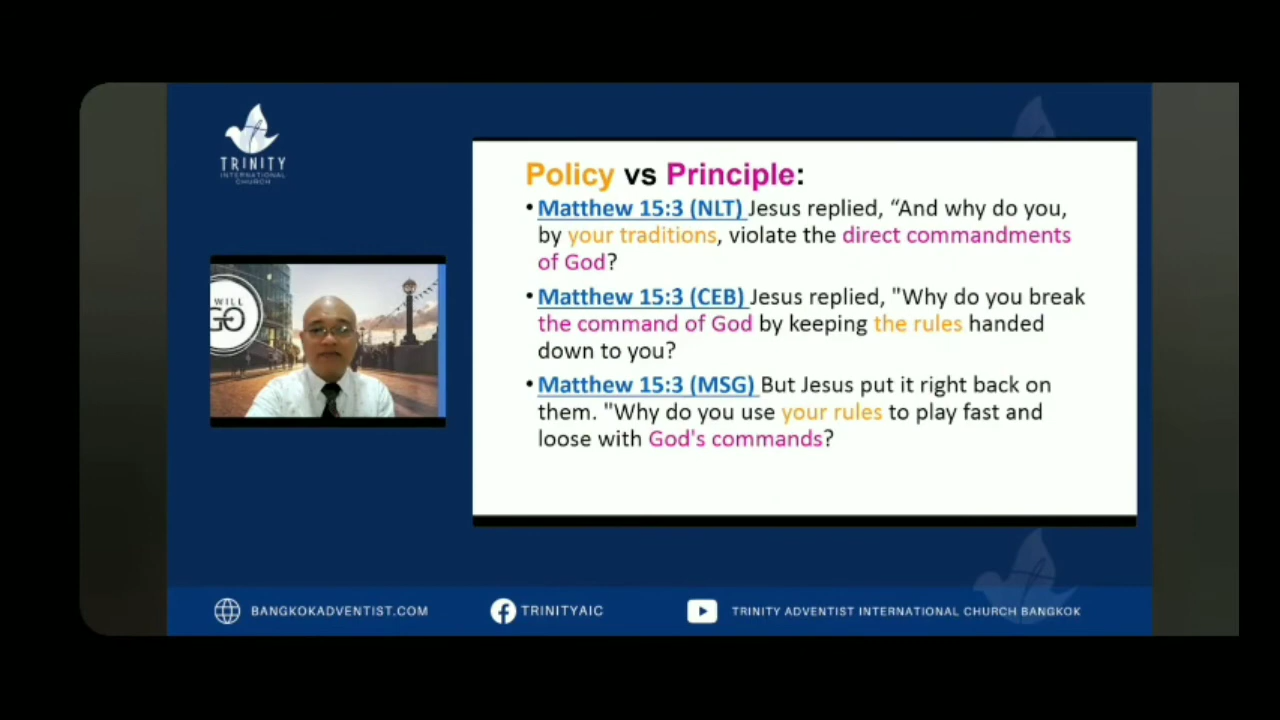 TRINITY
INTERNATIONAL
CHURCH
WILL
GO
Policy vs Principle:
• Matthew 15:3 (NLT) Jesus replied, “And why do you,
by your traditions, violate the direct commandments
of God?
• Matthew 15:3 (CEB) Jesus replied, "Why do you break
the command of God by keeping the rules handed
down to you?
• Matthew 15:3 (MSG) But Jesus put it right back on
them. "Why do you use your rules to play fast and
loose with God's commands?
BANGKOKADVENTIST.COM
TRINITYAIC
TRINITY ADVENTIST INTERNATIONAL CHURCH BANGKOK